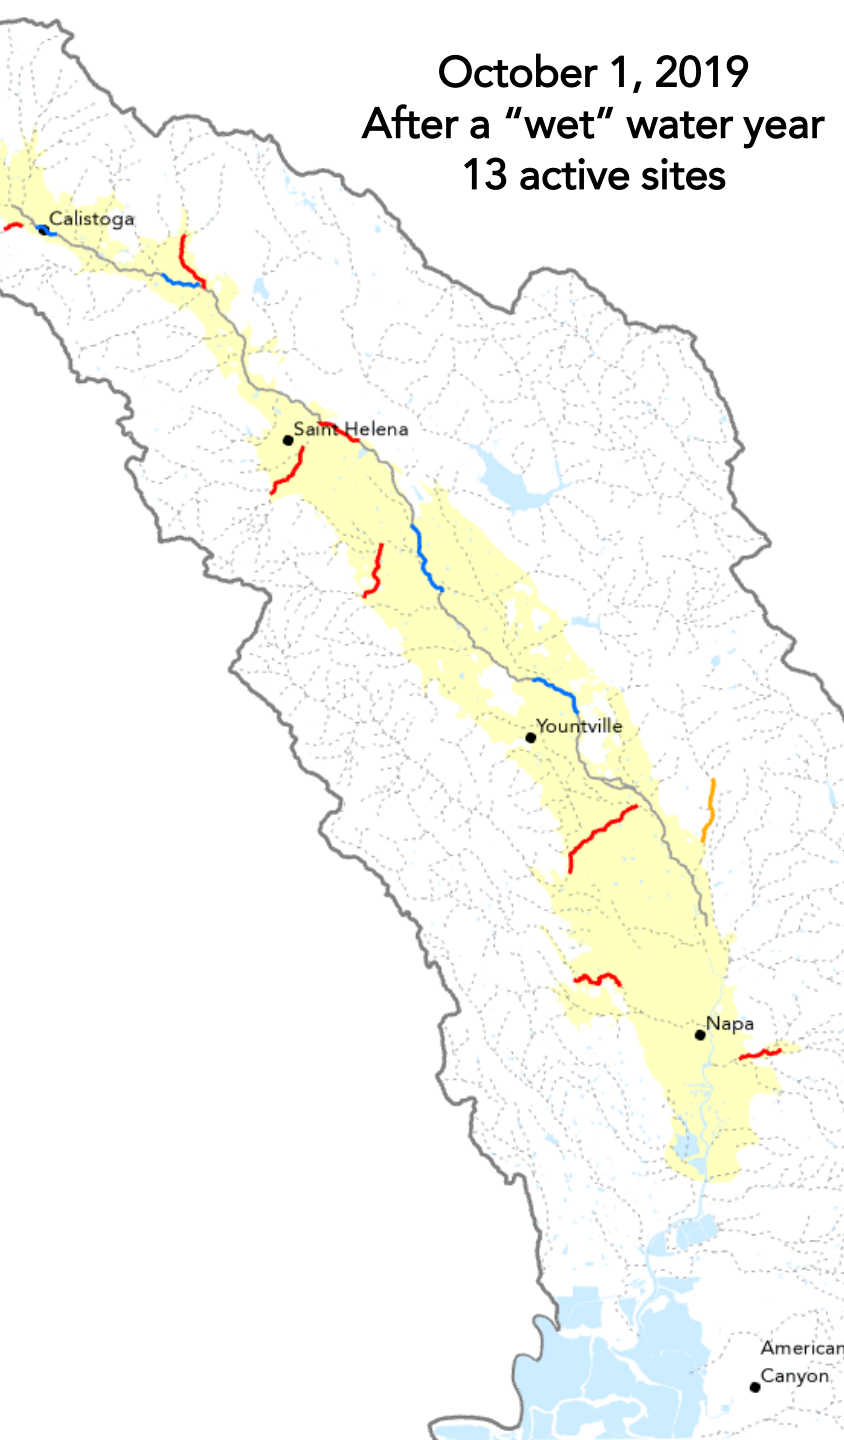 October 1, 2019
After a “wet” water year
13 active sites
Calistoga
Saint Helena
Yountville
Napa
American
Canyon